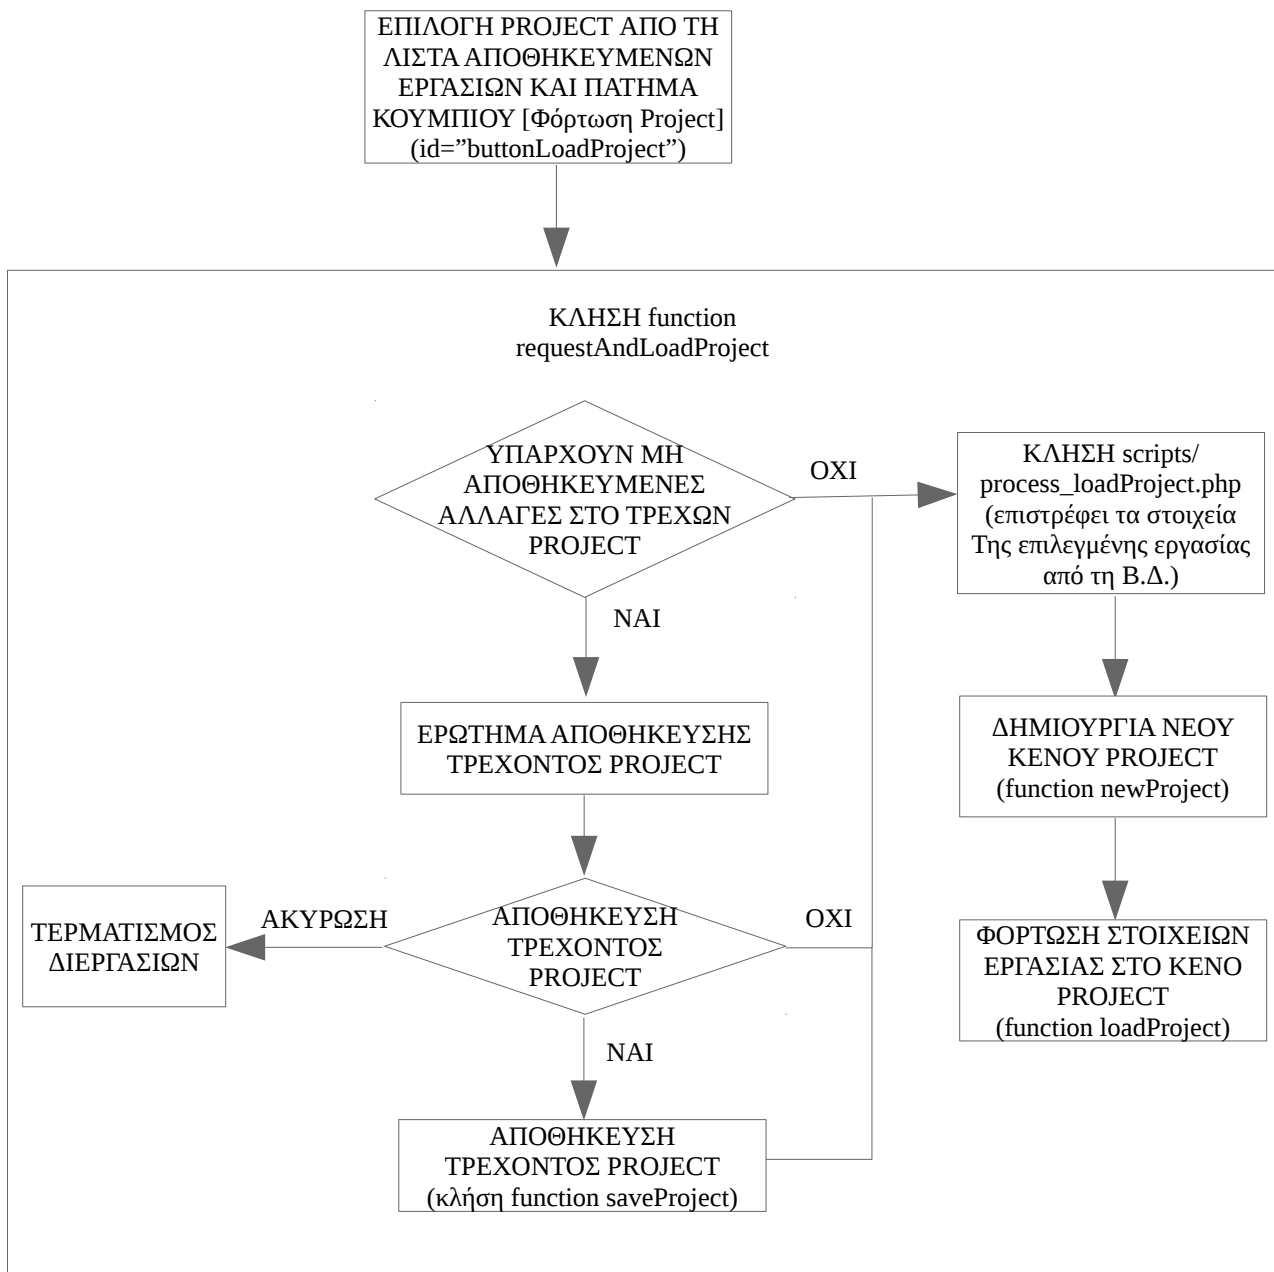 ΕΠΙΛΟΓΗ PROJECT ΑΠΟ ΤΗ
ΛΙΣΤΑ ΑΠΟΘΗΚΕΥΜΕΝΩΝ
ΕΡΓΑΣΙΩΝ ΚΑΙ ΠΑΤΗΜΑ
ΚΟΥΜΠΙΟΥ [Φόρτωση Project]
(id=”buttonLoadProject”)
ΚΛΗΣΗ function
requestAndLoadProject
ΥΠΑΡΧΟΥΝ ΜΗ
ΑΠΟΘΗΚΕΥΜΕΝΕΣ
ΑΛΛΑΓΕΣ ΣΤΟ ΤΡΕΧΩΝ
PROJECT
ΟΧΙ
ΚΛΗΣΗ scripts/
process_loadProject.php
(επιστρέφει τα στοιχεία
Της επιλεγμένης εργασίας
από τη Β.Δ.)
ΝΑΙ
ΕΡΩΤΗΜΑ ΑΠΟΘΗΚΕΥΣΗΣ
ΤΡΕΧΟΝΤΟΣ PROJECT
ΔΗΜΙΟΥΡΓΙΑ ΝΕΟΥ
ΚΕΝΟΥ PROJECT
(function newProject)
ΤΕΡΜΑΤΙΣΜΟΣ
ΔΙΕΡΓΑΣΙΩΝ
ΑΚΥΡΩΣΗ
ΑΠΟΘΗΚΕΥΣΗ
ΤΡΕΧΟΝΤΟΣ
PROJECT
ΟΧΙ
ΦΟΡΤΩΣΗ ΣΤΟΙΧΕΙΩΝ
ΕΡΓΑΣΙΑΣ ΣΤΟ ΚΕΝΟ
PROJECT
(function loadProject)
ΝΑΙ
ΑΠΟΘΗΚΕΥΣΗ
ΤΡΕΧΟΝΤΟΣ PROJECT
(κλήση function saveProject)